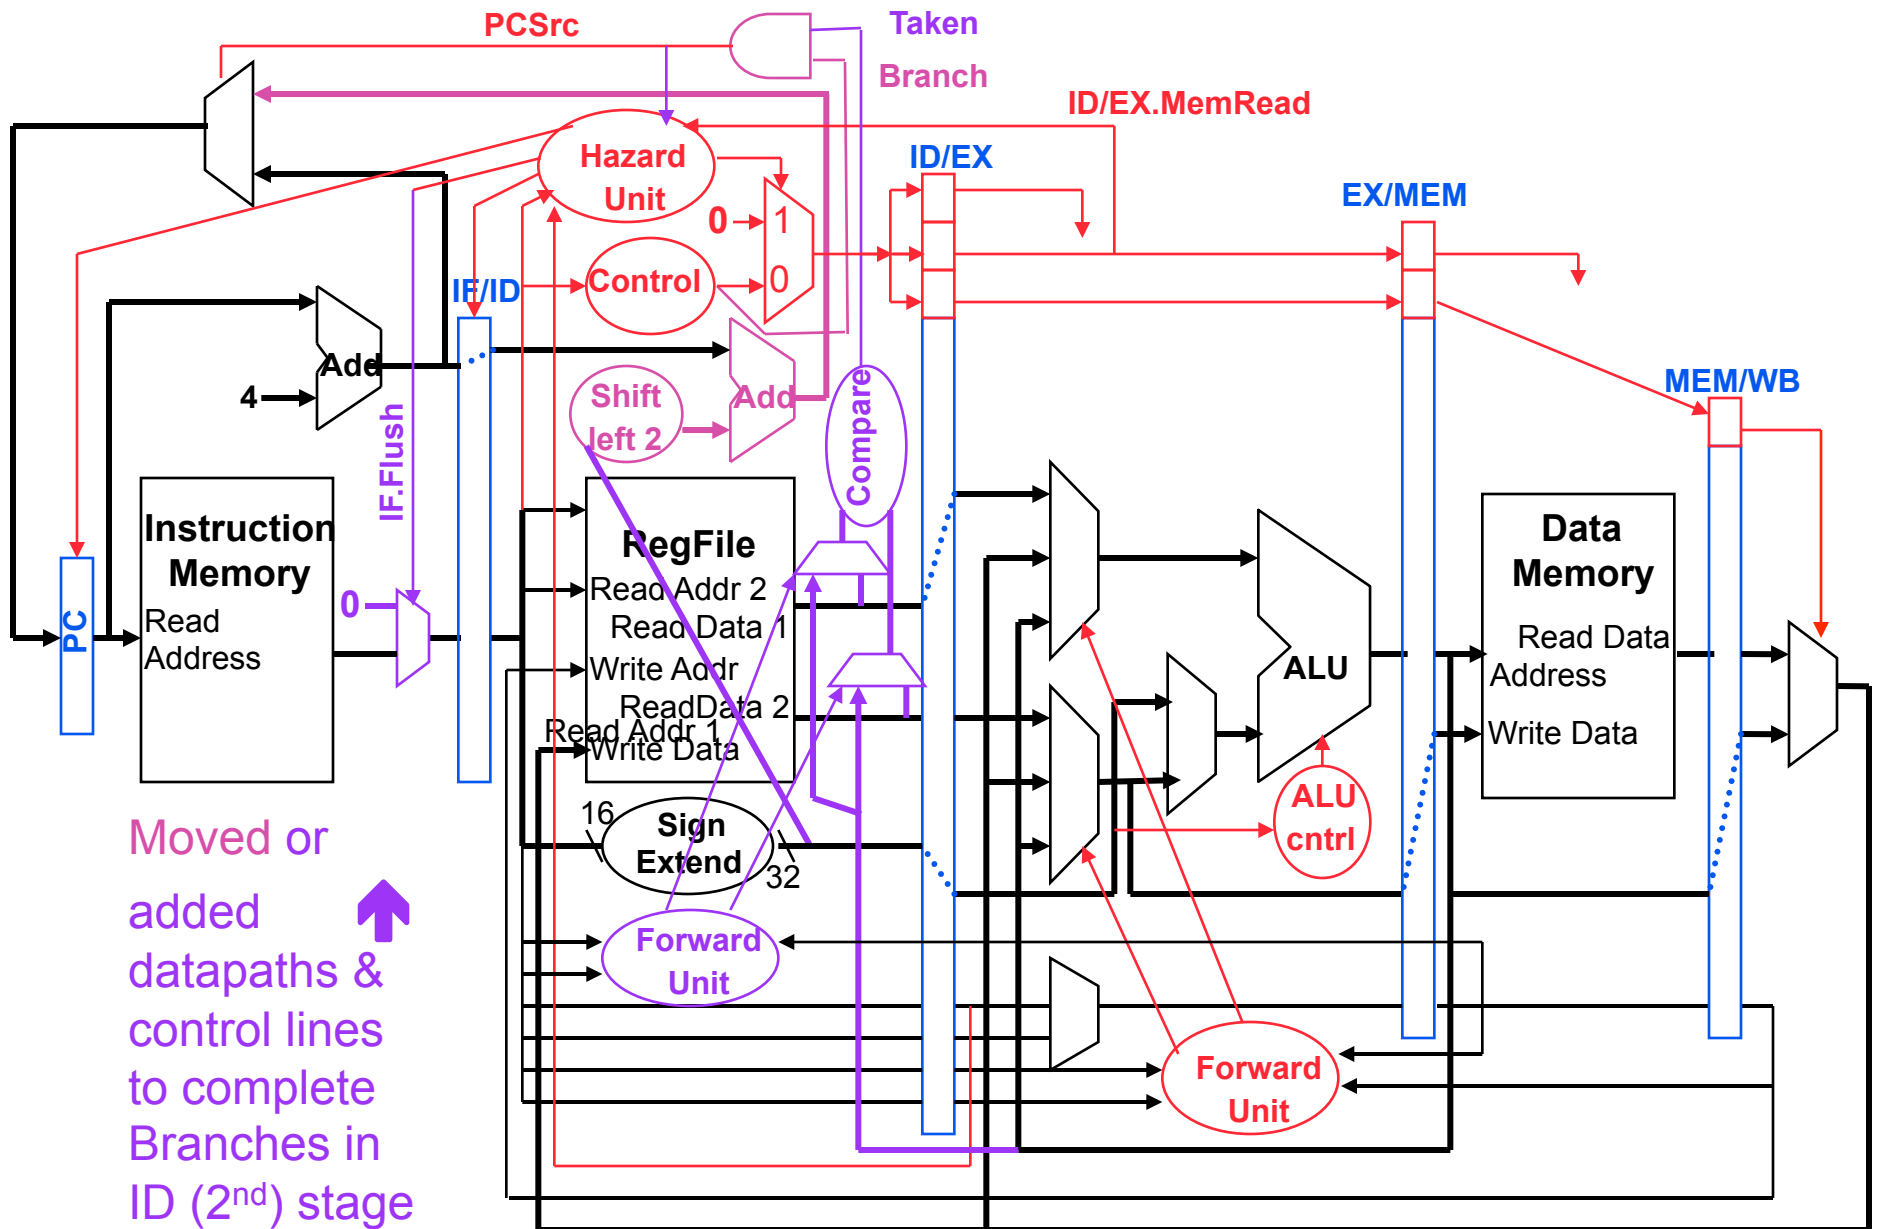 PCSrc
Taken
Branch
ID/EX.MemRead
Hazard
Unit
ID/EX
EX/MEM
0
1
Control
0
IF/ID
Add
4
Shift
left 2
Add
Compare
MEM/WB
IF.Flush
Instruction
Memory
Read
Address
PC
0
RegFile
Read Addr 2
Read Data 1
Write Addr
ReadData 2
Read Addr 1
Write Data
ALU
Data
Memory
Read Data
Address
Write Data
16
Sign
Extend
32
ALU
cntrl
Forward
Unit
Forward
Unit
Moved or
added
datapaths &
control lines
to complete
Branches in
ID (2nd) stage